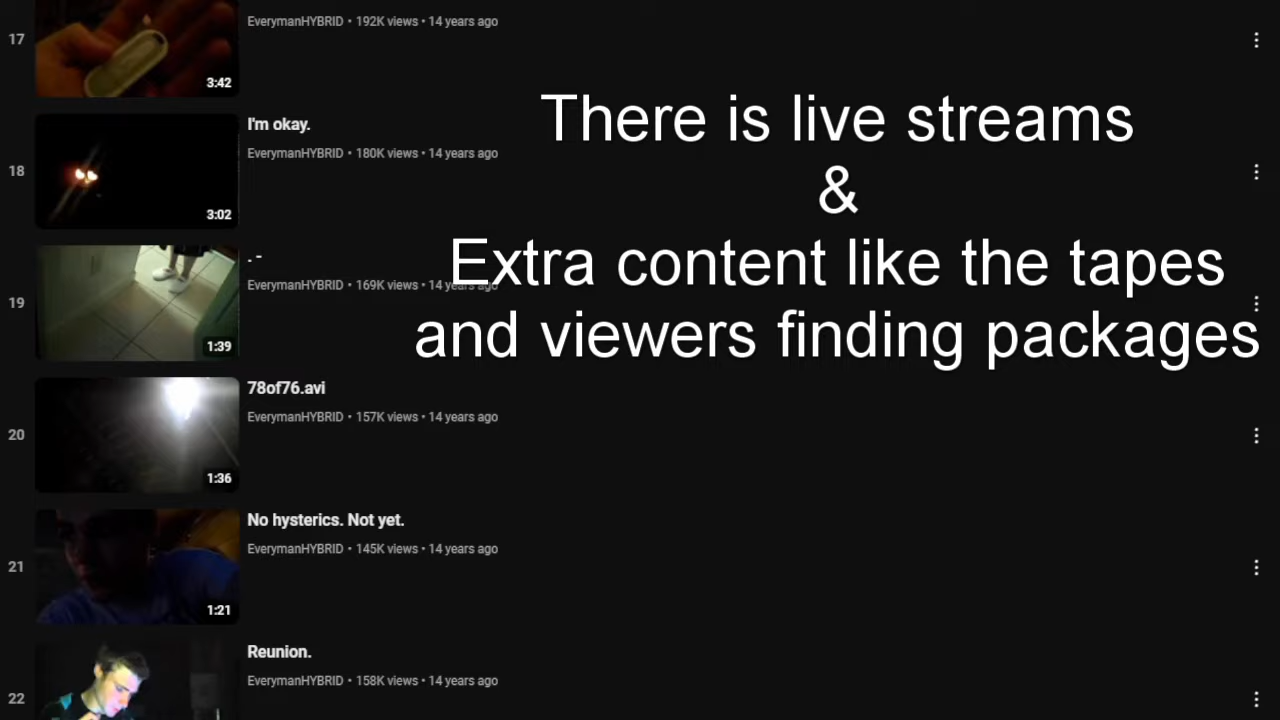 17
3:42
EverymanHYBRID • 192K views • 14 years ago
18
3:02
I'm okay.
EverymanHYBRID • 180K views • 14 years ago
There is live streams
&
Extra content like the tapes
and viewers finding packages
19
1:39
. -
EverymanHYBRID • 169K views • 14 years ago
20
1:36
78of76.avi
EverymanHYBRID • 157K views • 14 years ago
21
1:21
No hysterics. Not yet.
EverymanHYBRID • 145K views • 14 years ago
22
Reunion.
EverymanHYBRID • 158K views • 14 years ago